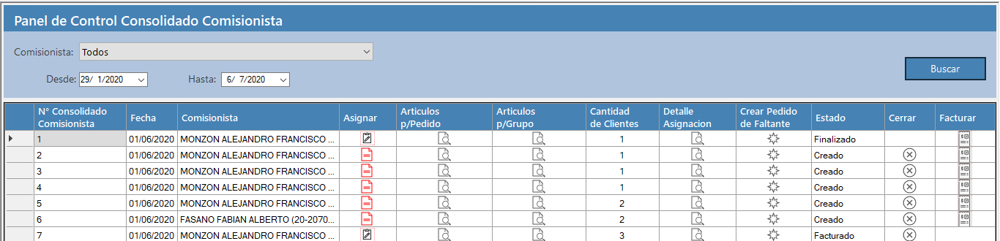 Panel de Control Consolidado Comisionista
Comisionista: Todos
Desde: 29/ 1/2020 Hasta: 6/ 7/2020
Buscar
N° Consolidado Comisionista Fecha Comisionista Asignar Articulos p/Pedido Articulos p/Grupo Cantidad de Clientes Detalle Asignacion Crear Pedido de Faltante Estado Cerrar Facturar
1 01/06/2020 MONZON ALEJANDRO FRANCISCO ... 1 Finalizado
2 01/06/2020 MONZON ALEJANDRO FRANCISCO ... 1 Creado
3 01/06/2020 MONZON ALEJANDRO FRANCISCO ... 1 Creado
4 01/06/2020 MONZON ALEJANDRO FRANCISCO ... 1 Creado
5 01/06/2020 MONZON ALEJANDRO FRANCISCO ... 2 Creado
6 01/06/2020 FASANO FABIAN ALBERTO (20-2070... 2 Creado
7 01/06/2020 MONZON ALEJANDRO FRANCISCO ... 3 Facturado